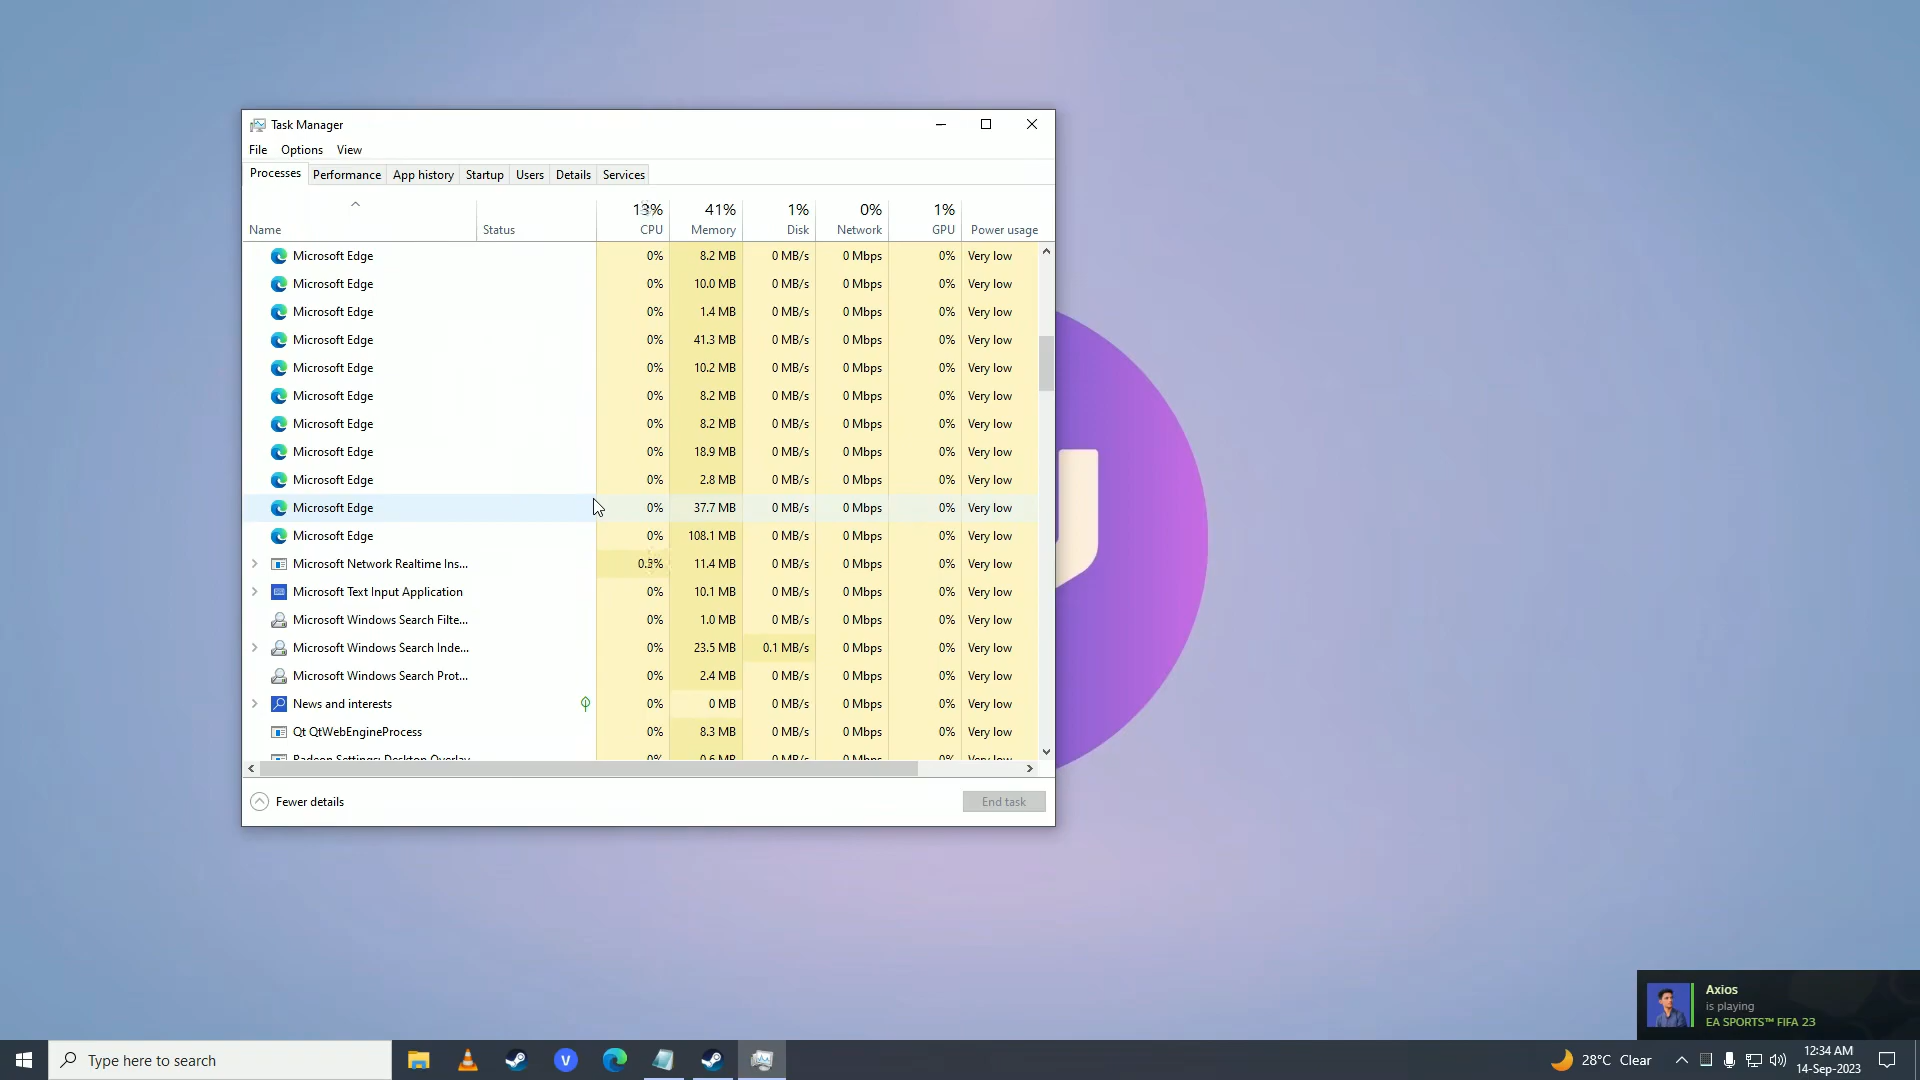 Task Manager
File Options View
Processes Performance App history Startup Users Details Services
13% 41% 1% 0% 1%
Name Status CPU Memory Disk Network GPU Power usage
Microsoft Edge 0% 8.2 MB 0 MB/s 0 Mbps 0% Very low
Microsoft Edge 0% 10.0 MB 0 MB/s 0 Mbps 0% Very low
Microsoft Edge 0% 1.4 MB 0 MB/s 0 Mbps 0% Very low
Microsoft Edge 0% 41.3 MB 0 MB/s 0 Mbps 0% Very low
Microsoft Edge 0% 10.2 MB 0 MB/s 0 Mbps 0% Very low
Microsoft Edge 0% 8.2 MB 0 MB/s 0 Mbps 0% Very low
Microsoft Edge 0% 8.2 MB 0 MB/s 0 Mbps 0% Very low
Microsoft Edge 0% 18.9 MB 0 MB/s 0 Mbps 0% Very low
Microsoft Edge 0% 2.8 MB 0 MB/s 0 Mbps 0% Very low
Microsoft Edge 0% 37.7 MB 0 MB/s 0 Mbps 0% Very low
Microsoft Edge 0% 108.1 MB 0 MB/s 0 Mbps 0% Very low
Microsoft Network Realtime Ins... 11.4 MB 0 MB/s 0 Mbps 0% Very low
Microsoft Text Input Application 0% 10.1 MB 0 MB/s 0 Mbps 0% Very low
Microsoft Windows Search Filte... 0% 1.0 MB 0 MB/s 0 Mbps 0% Very low
Microsoft Windows Search Inde... 0% 23.5 MB 0.1 MB/s 0 Mbps 0% Very low
Microsoft Windows Search Prot... 0% 2.4 MB 0 MB/s 0 Mbps 0% Very low
News and interests 0% 0 MB 0 MB/s 0 Mbps 0% Very low
Qt QtWebEngineProcess 0% 8.3 MB 0 MB/s 0 Mbps 0% Very low
Radeon Settings: Desktop Overlay 0% 0.6 MB 0 MB/s 0 Mbps 0% Very low
Fewer details End task
Axios
is playing
EA SPORTS™ FIFA 23
Type here to search
28°C Clear
12:34 AM
14-Sep-2023